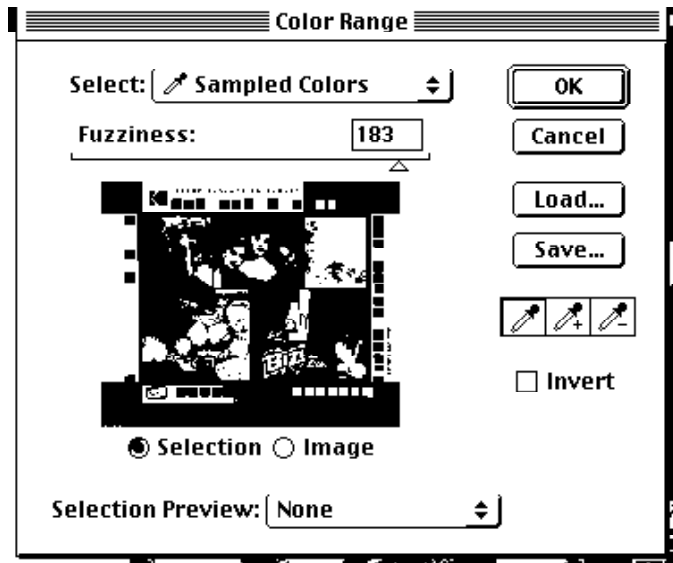 Color Range
Select: Sampled Colors
OK
Fuzziness: 183
Cancel
Load...
Save...
Invert
Selection Image
Selection Preview: None